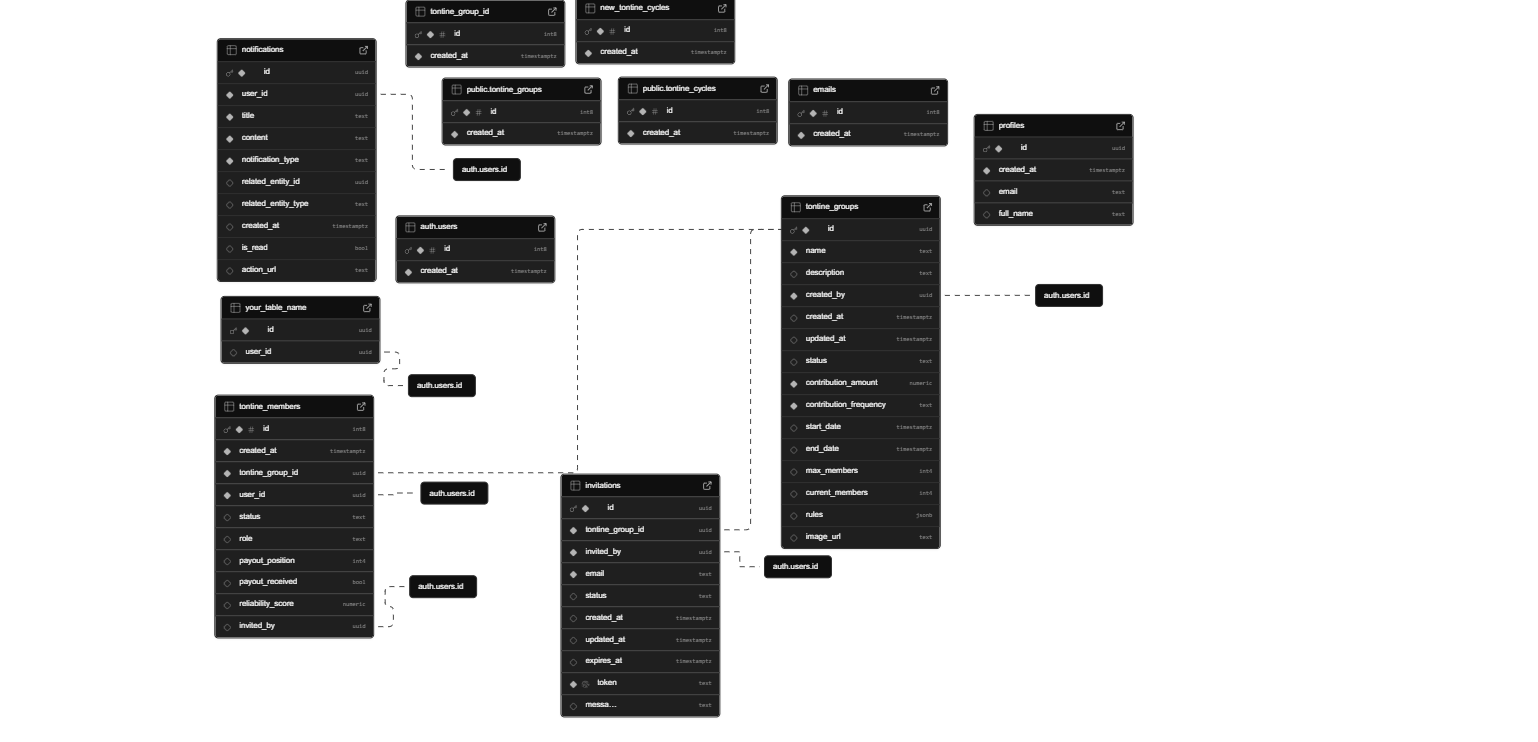 tontine_group_id
id int8
created_at timestamptz
new_tontine_cycles
id int8
created_at timestamptz
notifications
id uuid
user_id uuid
title text
content text
notification_type text
related_entity_id uuid
related_entity_type text
created_at timestamptz
is_read bool
action_url text
public.tontine_groups
id int8
created_at timestamptz
public.tontine_cycles
id int8
created_at timestamptz
emails
id int8
created_at timestamptz
profiles
id uuid
created_at timestamptz
email text
full_name text
auth.users.id
auth.users
id int8
created_at timestamptz
tontine_groups
id uuid
name text
description text
created_by uuid
created_at timestamptz
updated_at timestamptz
status text
contribution_amount numeric
contribution_frequency text
start_date timestamptz
end_date timestamptz
max_members int4
current_members int4
rules jsonb
image_url text
auth.users.id
your_table_name
id uuid
user_id uuid
auth.users.id
tontine_members
id int8
created_at timestamptz
tontine_group_id uuid
user_id uuid
status text
role text
payout_position int4
payout_received bool
reliability_score numeric
invited_by uuid
auth.users.id
auth.users.id
invitations
id uuid
tontine_group_id uuid
invited_by uuid
email text
status text
created_at timestamptz
updated_at timestamptz
expires_at timestamptz
token text
messa... text
auth.users.id